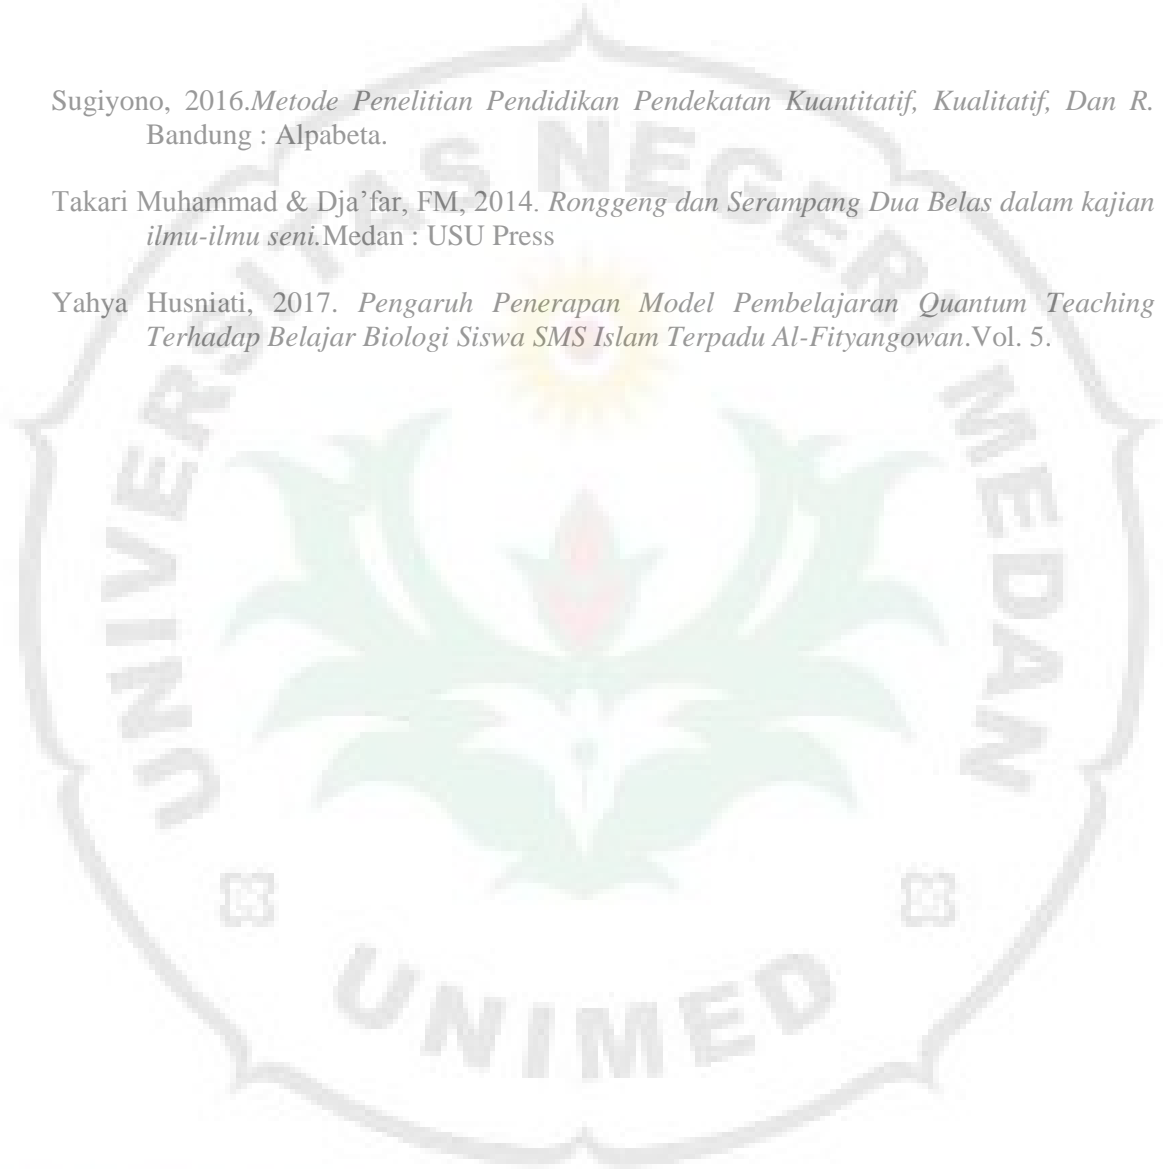 Sugiyono, 2016.Metode Penelitian Pendidikan Pendekatan Kuantitatif, Kualitatif, Dan R.
Bandung : Alpabeta.
Takari Muhammad & Dja’far, FM, 2014. Ronggeng dan Serampang Dua Belas dalam kajian
ilmu-ilmu seni.Medan : USU Press
Yahya Husniati, 2017. Pengaruh Penerapan Model Pembelajaran Quantum Teaching
Terhadap Belajar Biologi Siswa SMS Islam Terpadu Al-Fityangowan.Vol. 5.
UNIVERSITAS NEGERI MEDAN
UNIMED